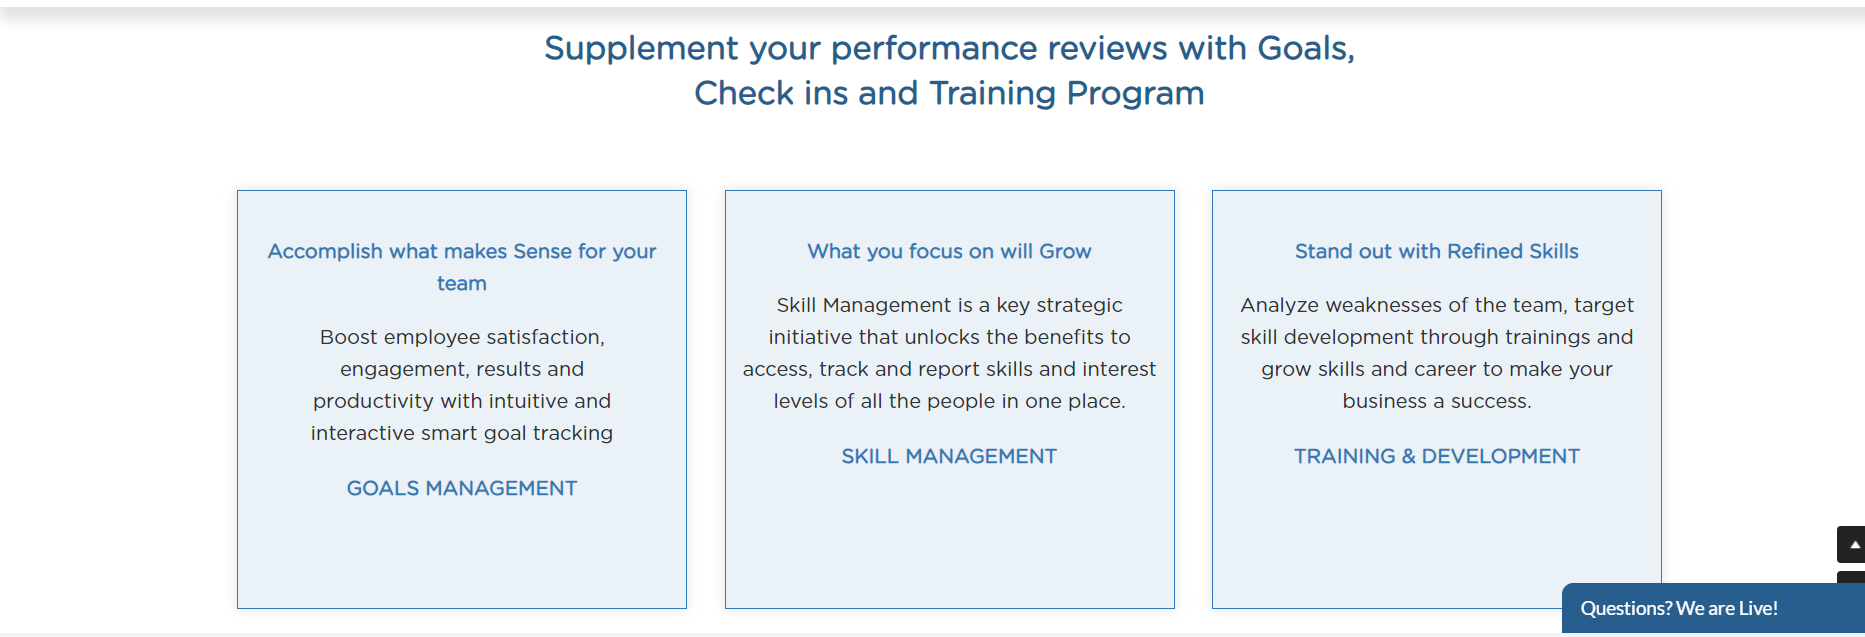 Supplement your performance reviews with Goals,
Check ins and Training Program
Accomplish what makes Sense for your
team
Boost employee satisfaction,
engagement, results and
productivity with intuitive and
interactive smart goal tracking
GOALS MANAGEMENT
What you focus on will Grow
Skill Management is a key strategic
initiative that unlocks the benefits to
access, track and report skills and interest
levels of all the people in one place.
SKILL MANAGEMENT
Stand out with Refined Skills
Analyze weaknesses of the team, target
skill development through trainings and
grow skills and career to make your
business a success.
TRAINING & DEVELOPMENT
Questions? We are Live!